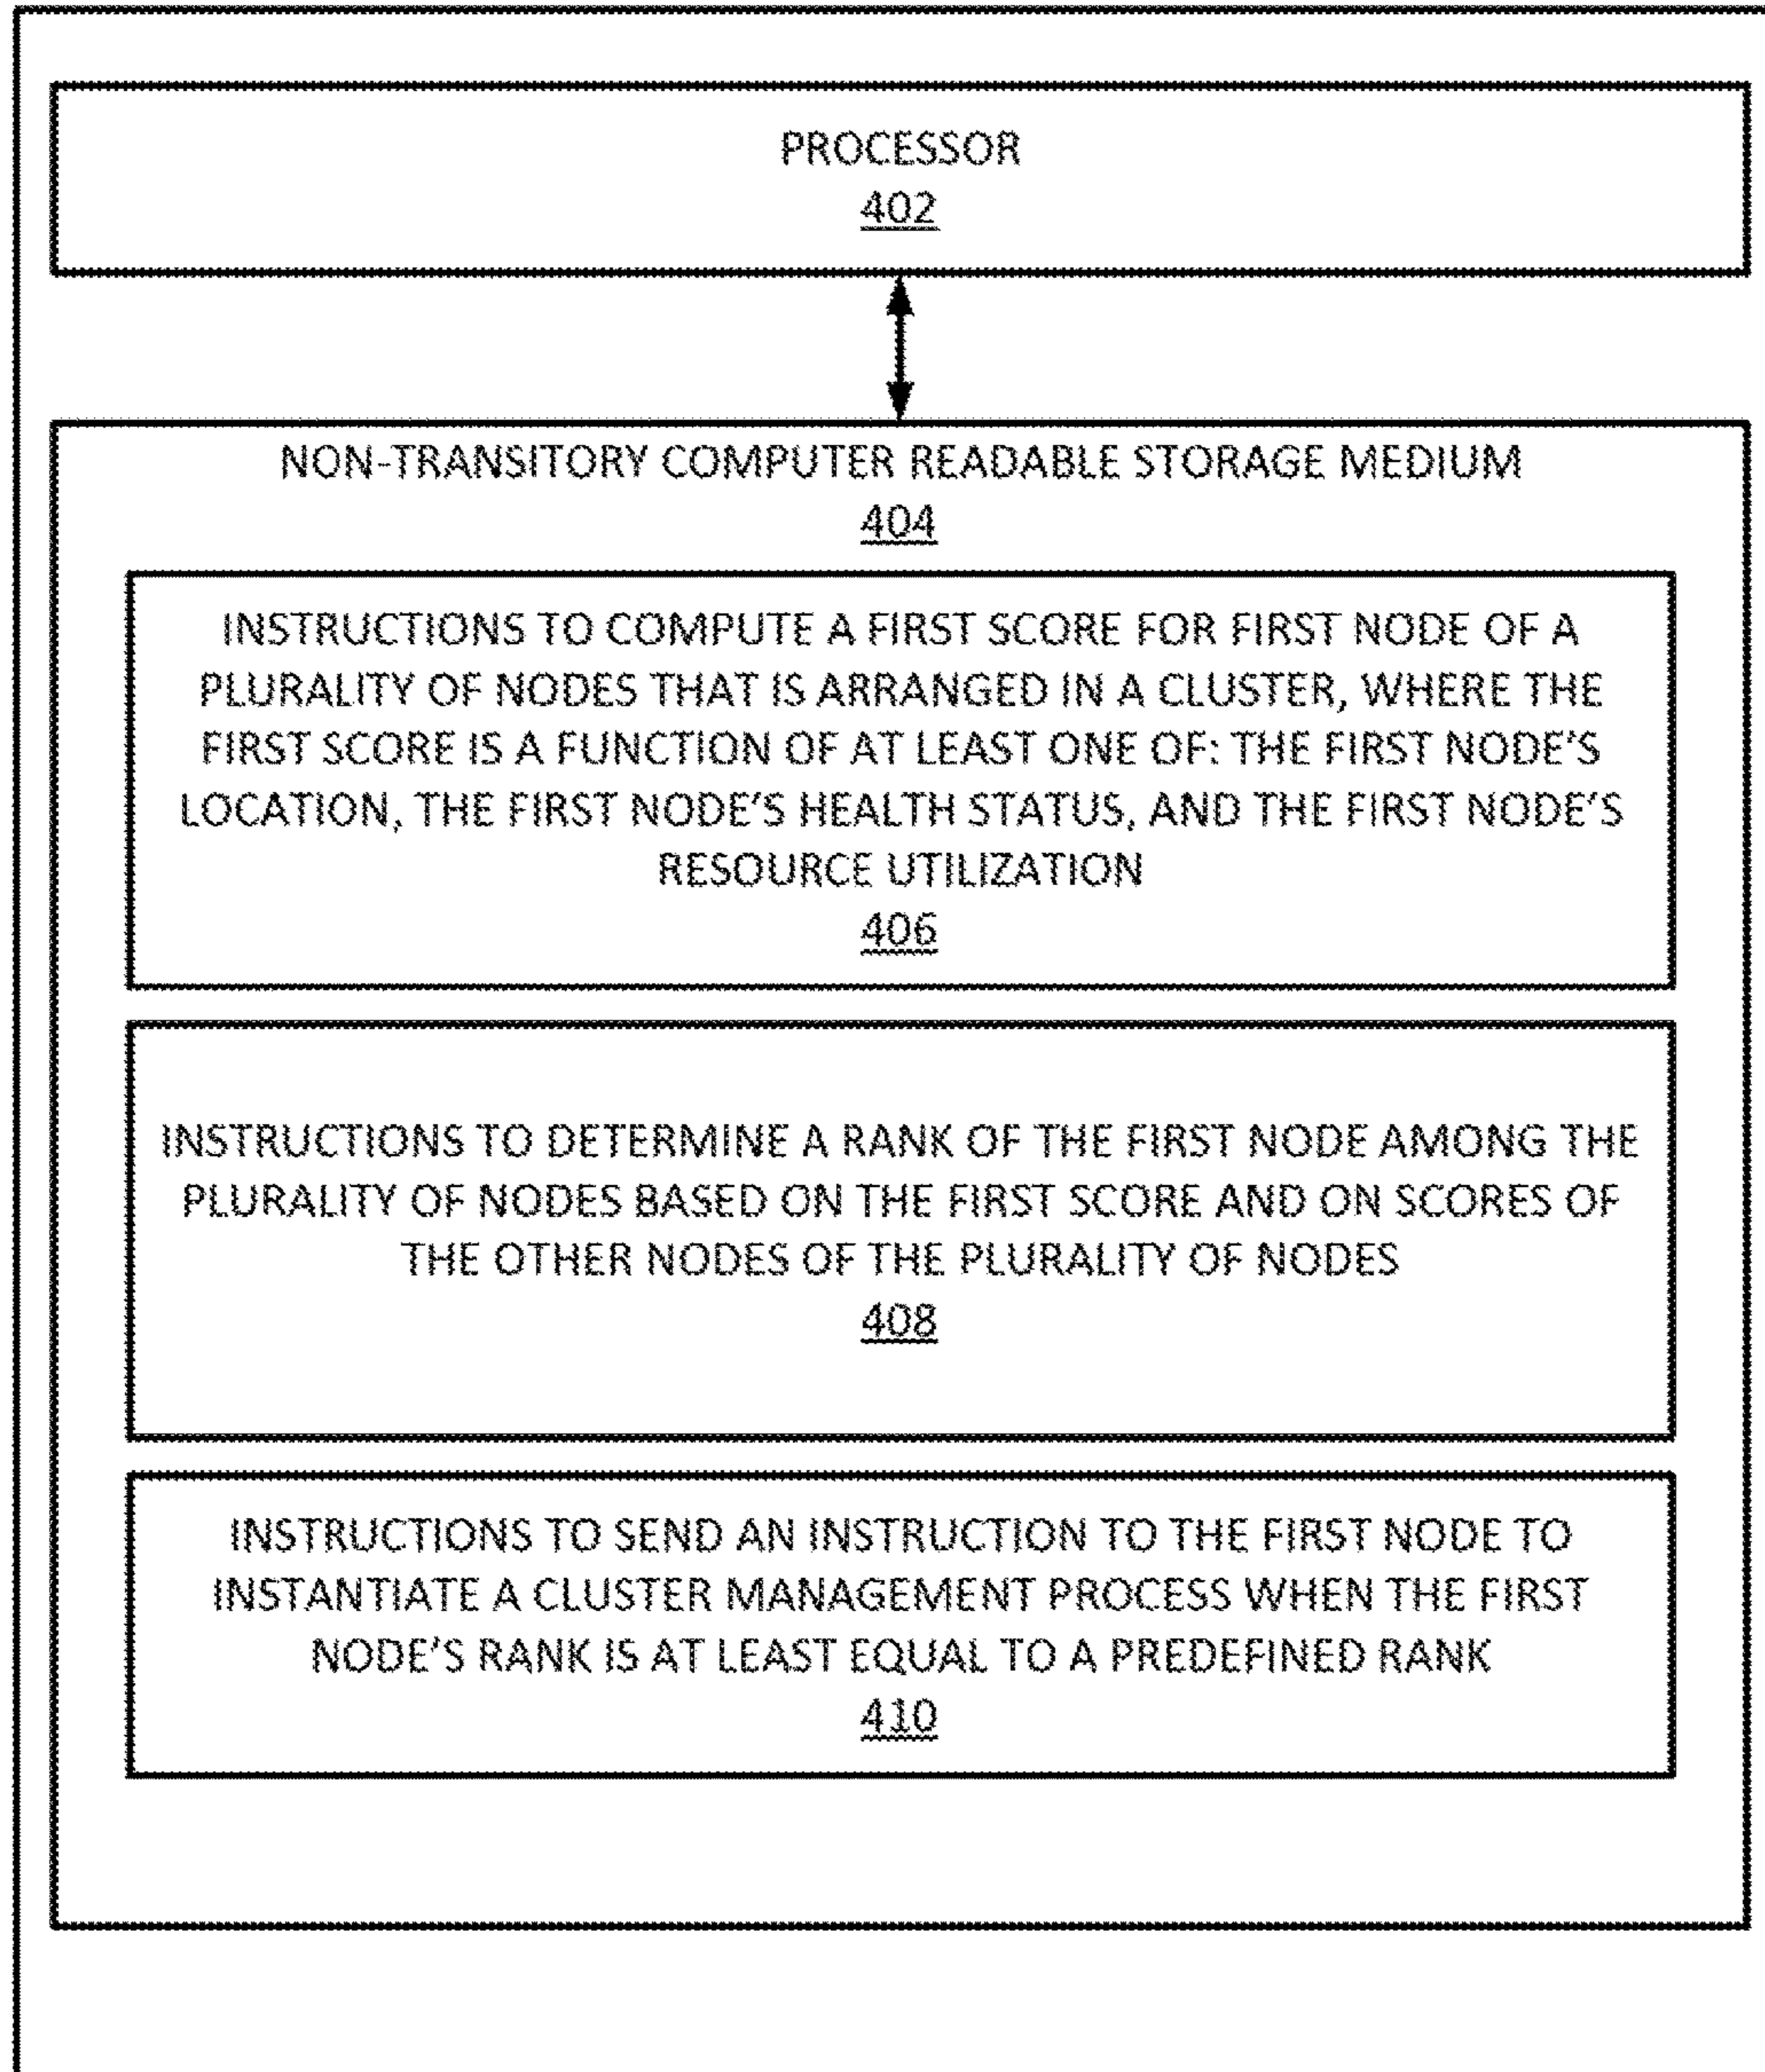 PROCESSOR
402
NON-TRANSITORY COMPUTER READABLE STORAGE MEDIUM
404
INSTRUCTIONS TO COMPUTE A FIRST SCORE FOR FIRST NODE OF A
PLURALITY OF NODES THAT IS ARRANGED IN A CLUSTER, WHERE THE
FIRST SCORE IS A FUNCTION OF AT LEAST ONE OF: THE FIRST NODE'S
LOCATION, THE FIRST NODE'S HEALTH STATUS, AND THE FIRST NODE'S
RESOURCE UTILIZATION
406
INSTRUCTIONS TO DETERMINE A RANK OF THE FIRST NODE AMONG THE
PLURALITY OF NODES BASED ON THE FIRST SCORE AND ON SCORES OF
THE OTHER NODES OF THE PLURALITY OF NODES
408
INSTRUCTIONS TO SEND AN INSTRUCTION TO THE FIRST NODE TO
INSTANTIATE A CLUSTER MANAGEMENT PROCESS WHEN THE FIRST
NODE'S RANK IS AT LEAST EQUAL TO A PREDEFINED RANK
410